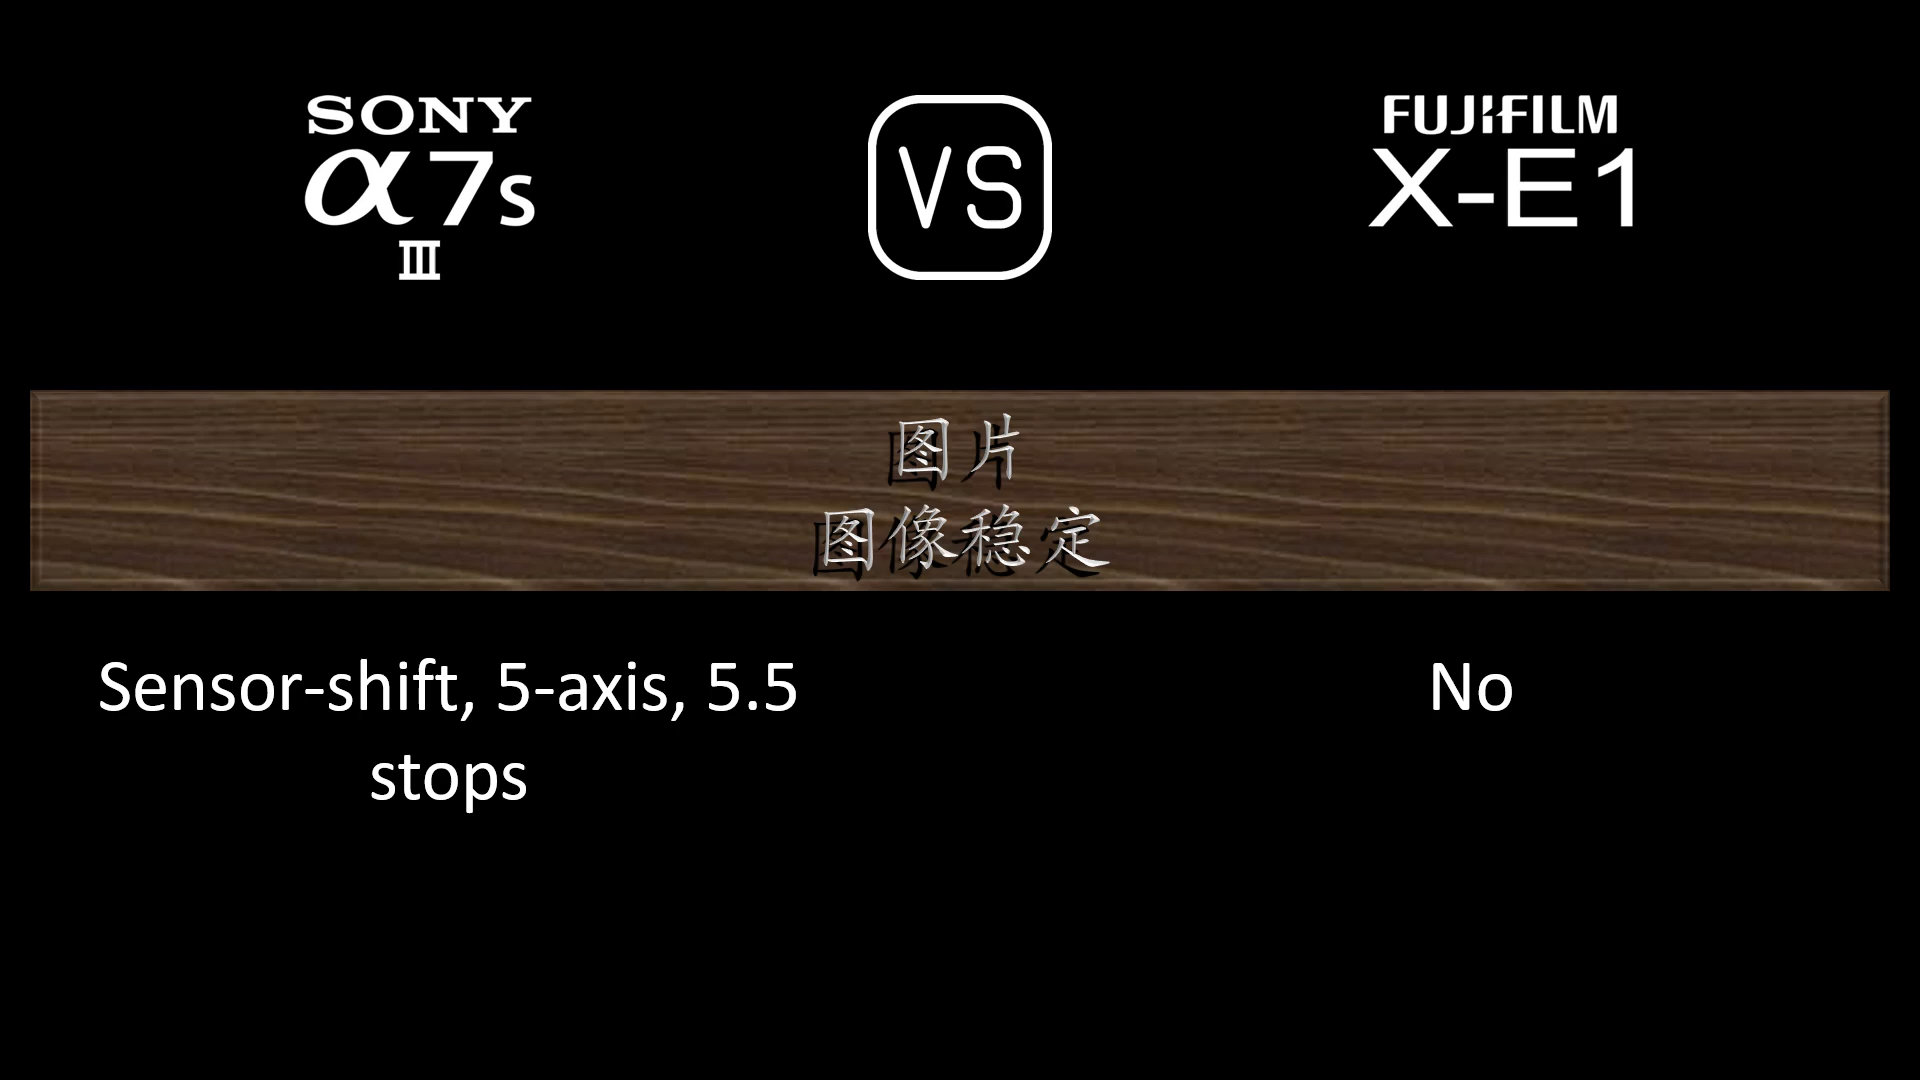 SONY
α7s
III
VS
FUJIFILM
X-E1
图片
图像稳定
Sensor-shift, 5-axis, 5.5
stops
No